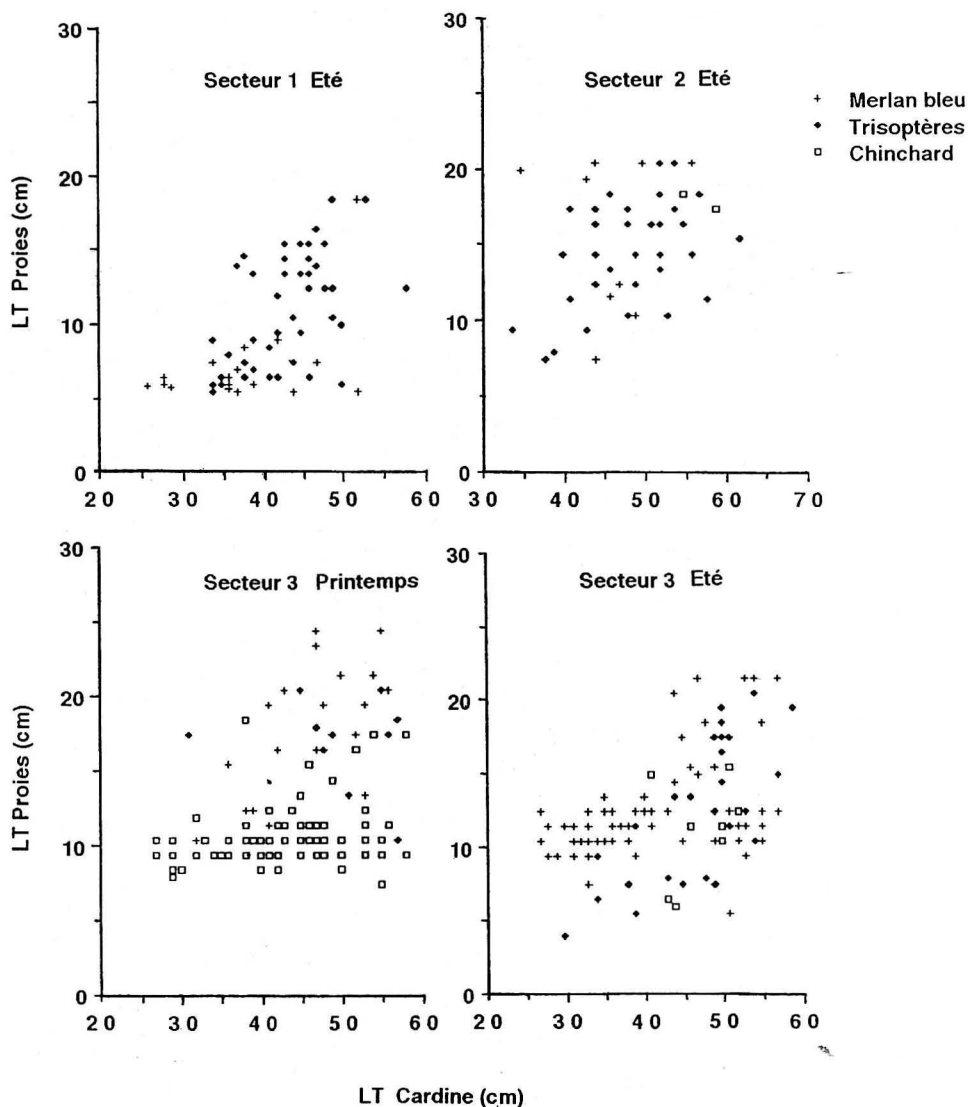 30
Secteur 1 Eté
20
10
0
20 30 40 50 60
LT Proies (cm)
30
Secteur 2 Eté
20
10
0
30 40 50 60 70
+ Merlan bleu
◆ Trisoptères
□ Chinchard
30
Secteur 3 Printemps
20
10
0
20 30 40 50 60
LT Proies (cm)
30
Secteur 3 Eté
20
10
0
20 30 40 50 60
LT Cardine (cm)